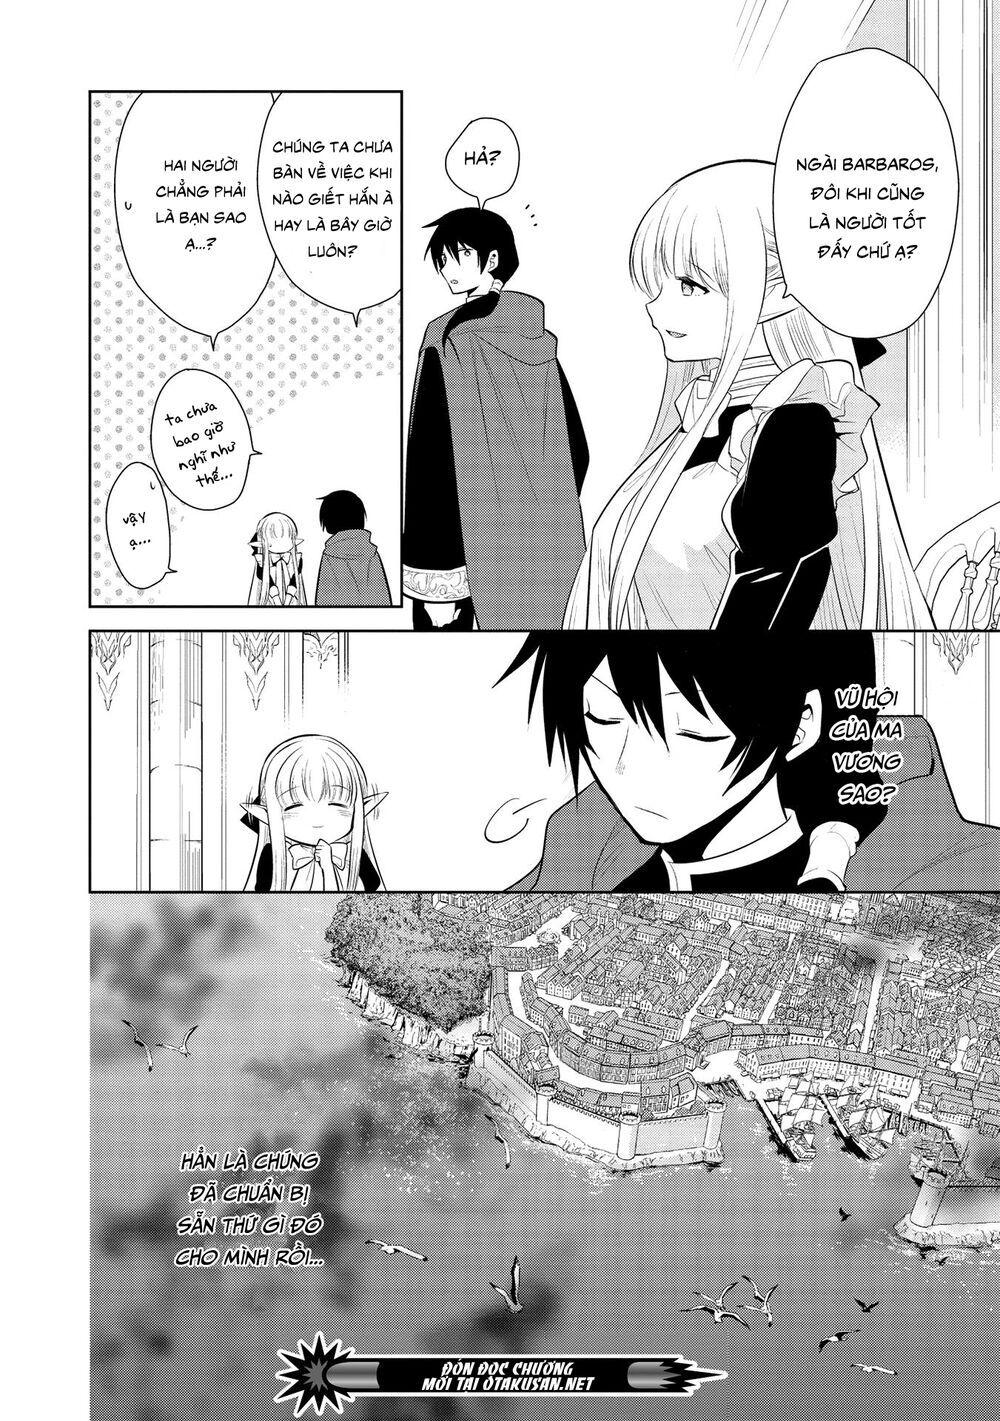 NGÀI BARBAROS,
ĐÔI KHI CŨNG
LÀ NGƯỜI TỐT
ĐẤY CHỨ Ạ?
HẢ?
CHÚNG TA CHƯA
BÀN VỀ VIỆC KHI
NÀO GIẾT HẮN À
HAY LÀ BÂY GIỜ
LUÔN?
HAI NGƯỜI
CHẲNG PHẢI
LÀ BẠN SAO
Ạ...?
ta chưa
bao giờ
nghĩ như
thế...
vậy
ạ...
VŨ HỘI
CỦA MA
VƯƠNG
SAO?
HẲN LÀ CHÚNG
ĐÃ CHUẨN BỊ
SẴN THỨ GÌ ĐÓ
CHO MÌNH RỒI...
ĐÓN ĐỌC CHƯƠNG
MỚI TẠI OTAKUSAN.NET